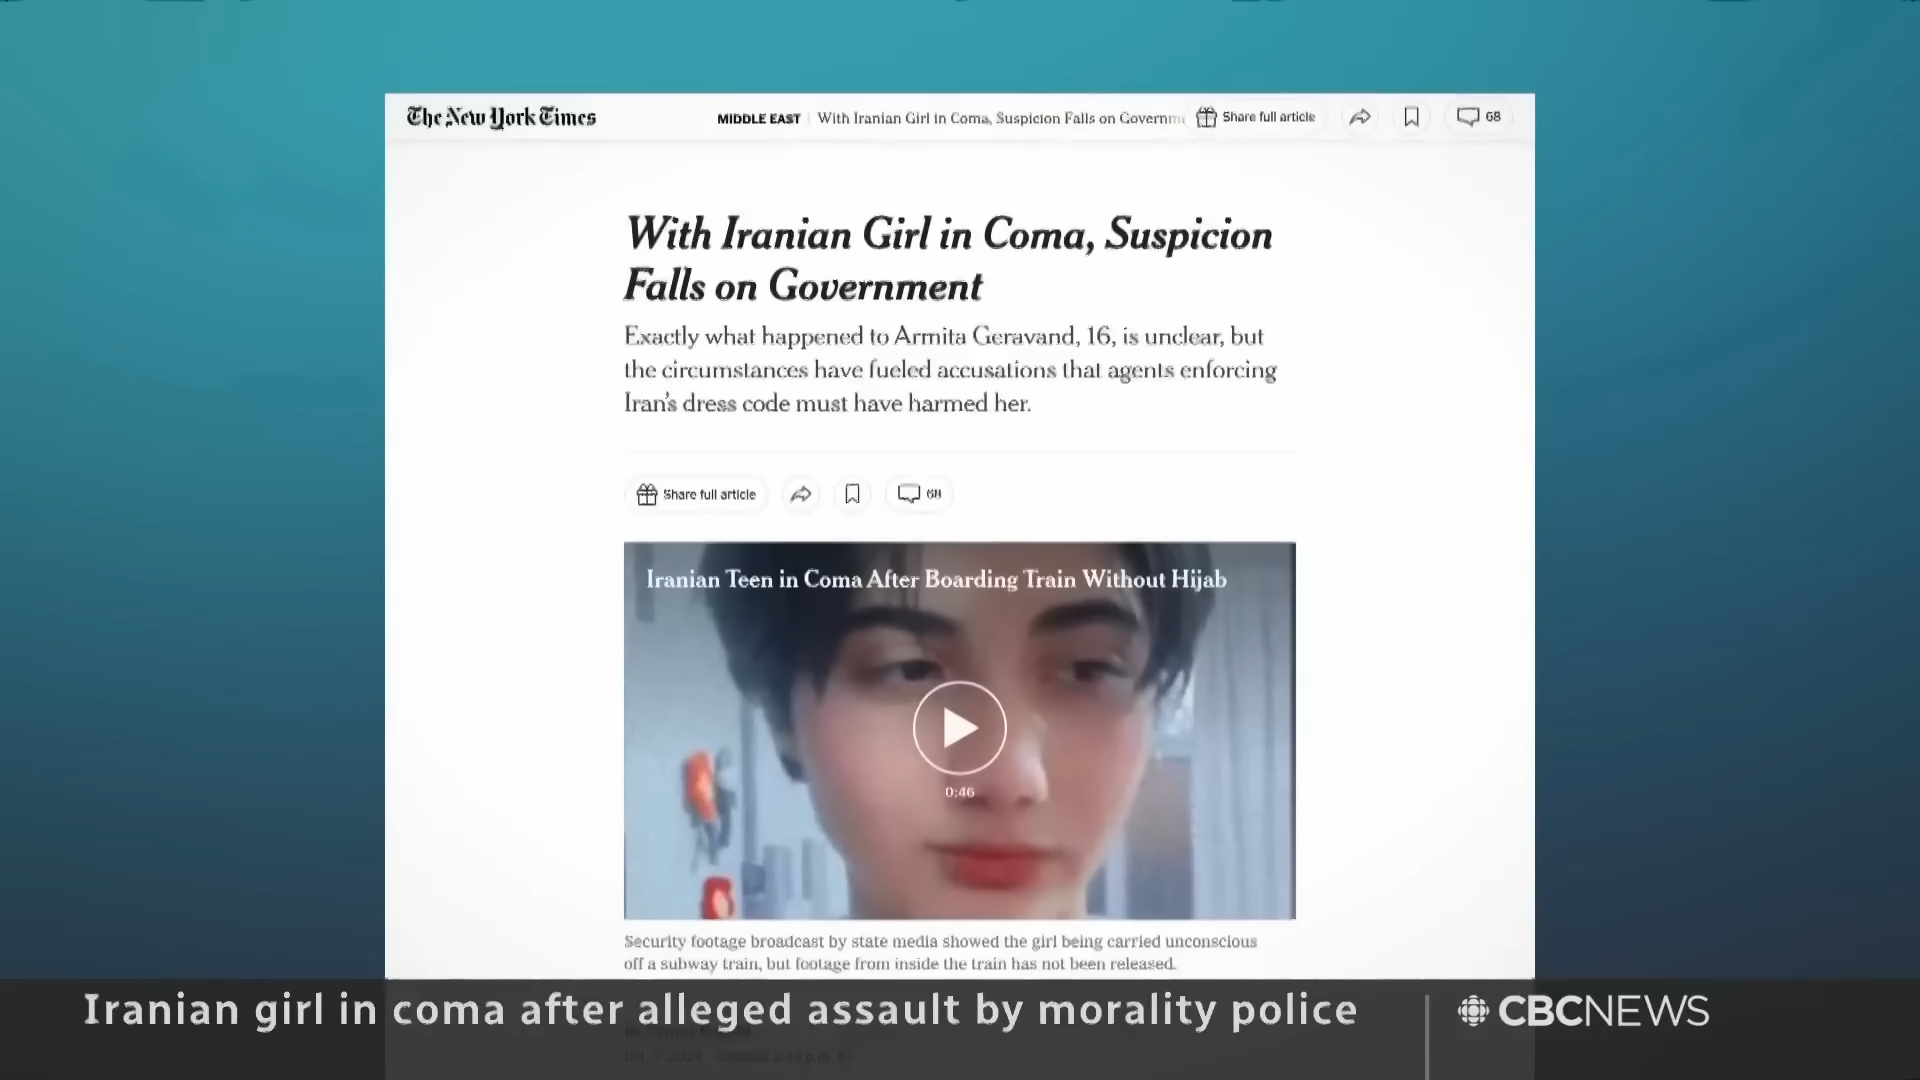 The New York Times
MIDDLE EAST
With Iranian Girl in Coma, Suspicion Falls on Governm
Share full article
68
With Iranian Girl in Coma, Suspicion
Falls on Government
Exactly what happened to Armita Geravand, 16, is unclear, but
the circumstances have fueled accusations that agents enforcing
Iran's dress code must have harmed her.
Share full article
68
Iranian Teen in Coma After Boarding Train Without Hijab
0:46
Security footage broadcast by state media showed the girl being carried unconscious
off a subway train, but footage from inside the train has not been released.
Iranian girl in coma after alleged assault by morality police
CBCNEWS